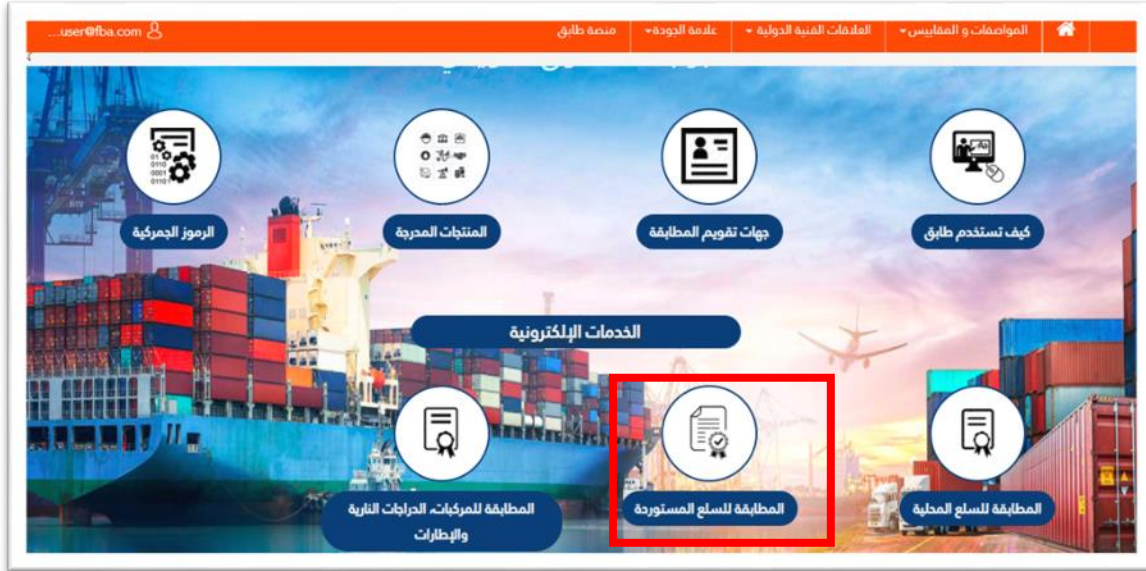 المواصفات و المقاييس
العلاقات الفنية الدولية
علامة الجودة
منصة طابق
user@fba.com...
كيف تستخدم طابق
جهات تقويم المطابقة
المنتجات المدرجة
الرموز الجمركية
الخدمات الإلكترونية
المطابقة للسلع المحلية
المطابقة للسلع المستوردة
المطابقة للمركبات، الدراجات النارية
والإطارات